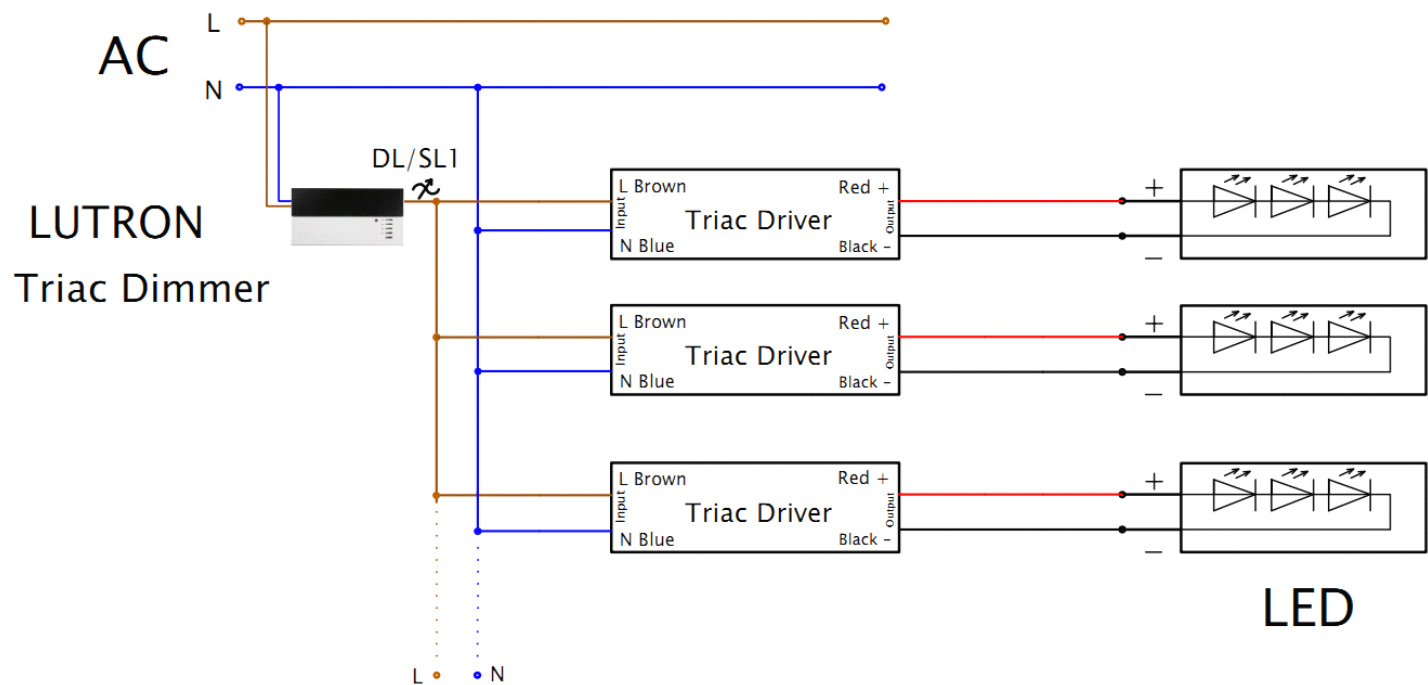 L
AC
N
DL/SL1
LUTRON
Triac Dimmer
L Brown
Red +
Input
Triac Driver
Output
N Blue
Black -
+
—
L Brown
Red +
Input
Triac Driver
Output
N Blue
Black -
+
—
L Brown
Red +
Input
Triac Driver
Output
N Blue
Black -
+
—
LED
L
N